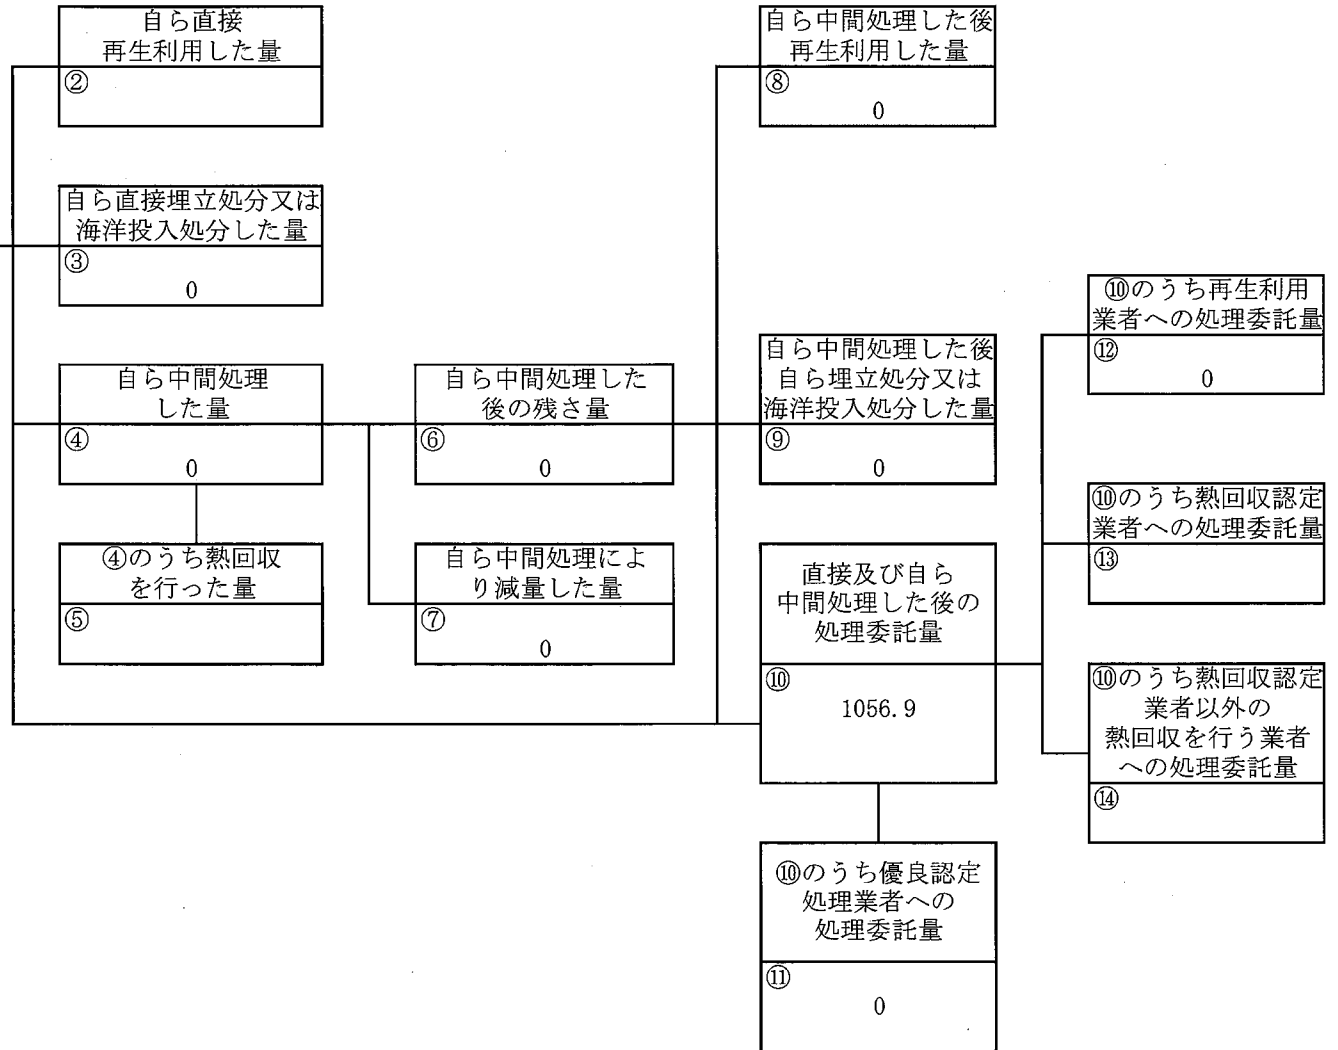 自ら直接
再生利用した量
②
自ら直接埋立処分又は
海洋投入処分した量
③
0
自ら中間処理
した量
④
0
④のうち熱回収
を行った量
⑤
自ら中間処理した
後の残さ量
⑥
0
自ら中間処理によ
り減量した量
⑦
0
自ら中間処理した後
再生利用した量
⑧
0
自ら中間処理した後
自ら埋立処分又は
海洋投入処分した量
⑨
0
直接及び自ら
中間処理した後の
処理委託量
⑩
1056.9
⑩のうち優良認定
処理業者への
処理委託量
⑪
0
⑩のうち再生利用
業者への処理委託量
⑫
0
⑩のうち熱回収認定
業者への処理委託量
⑬
⑩のうち熱回収認定
業者以外の
熱回収を行う業者
への処理委託量
⑭